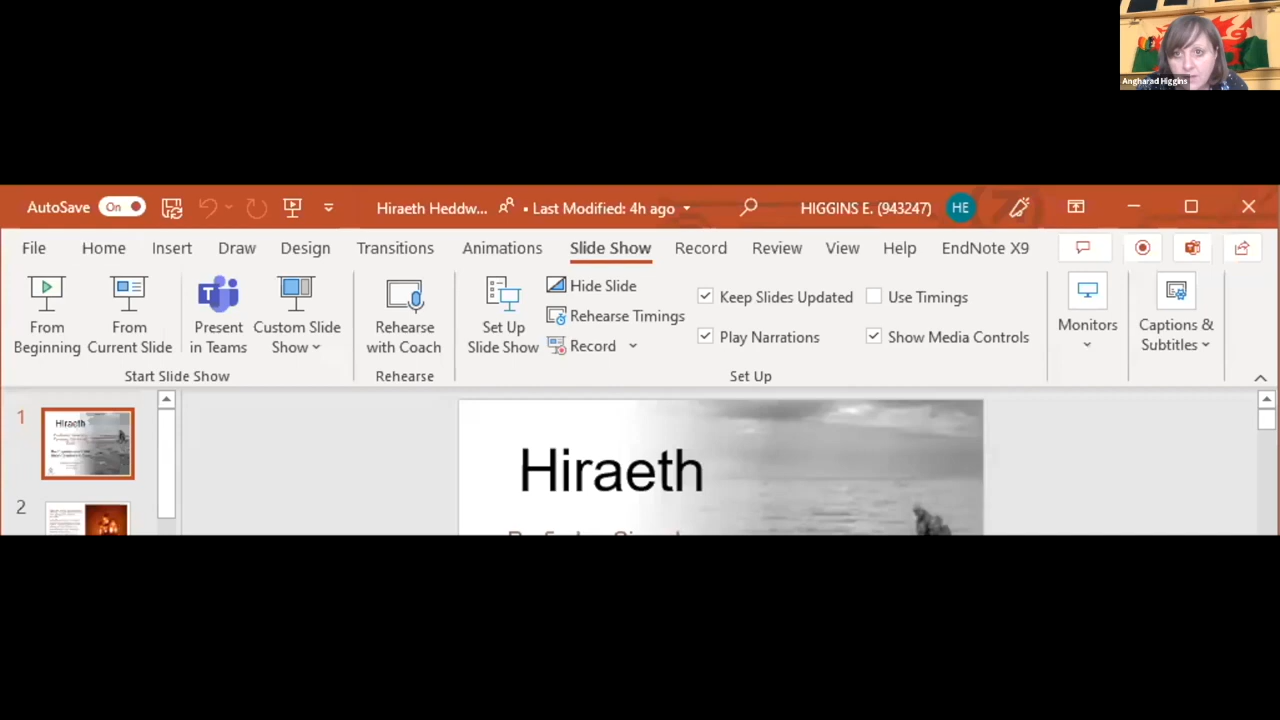 Angharad Higgins
AutoSave On Hiraeth Heddw... • Last Modified: 4h ago HIGGINS E. (943247) HE
File Home Insert Draw Design Transitions Animations Slide Show Record Review View Help EndNote X9
From Beginning
From Current Slide
Present in Teams
Custom Slide Show
Start Slide Show
Rehearse with Coach
Rehearse
Set Up Slide Show
Hide Slide
Rehearse Timings
Record
Keep Slides Updated
Play Narrations
Use Timings
Show Media Controls
Set Up
Monitors
Captions & Subtitles
1
Hiraeth
2
Hiraeth